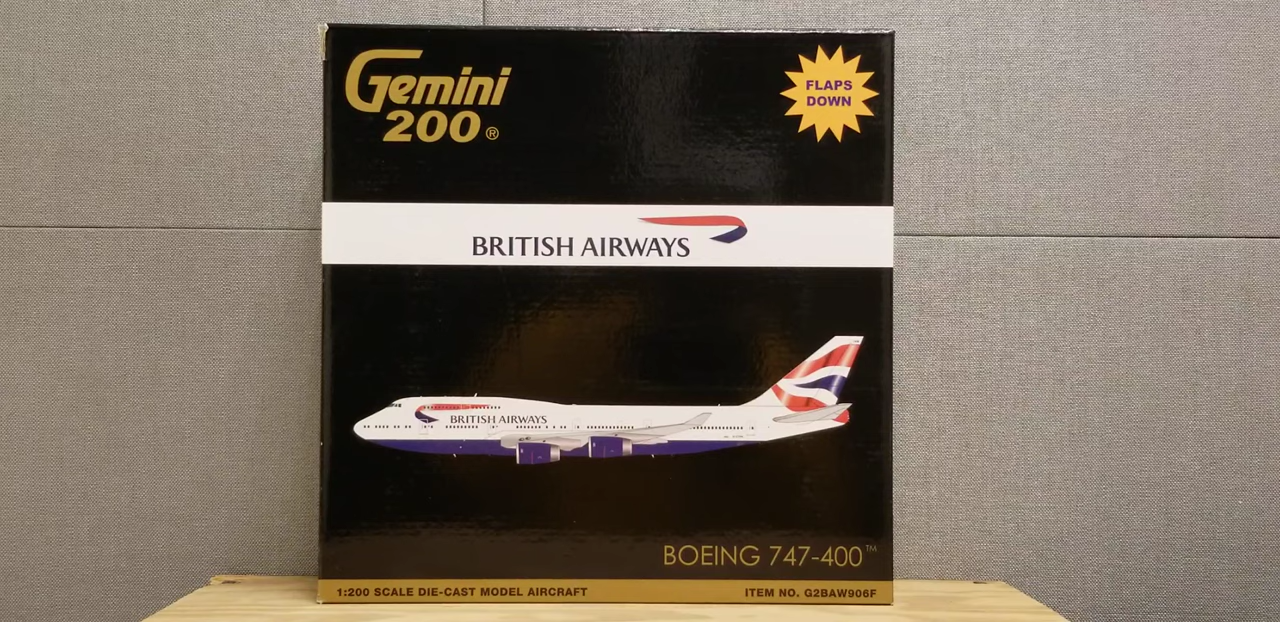 Gemini
200®
FLAPS
DOWN
BRITISH AIRWAYS
BRITISH AIRWAYS
BOEING 747-400™
1:200 SCALE DIE-CAST MODEL AIRCRAFT
ITEM NO. G2BAW906F